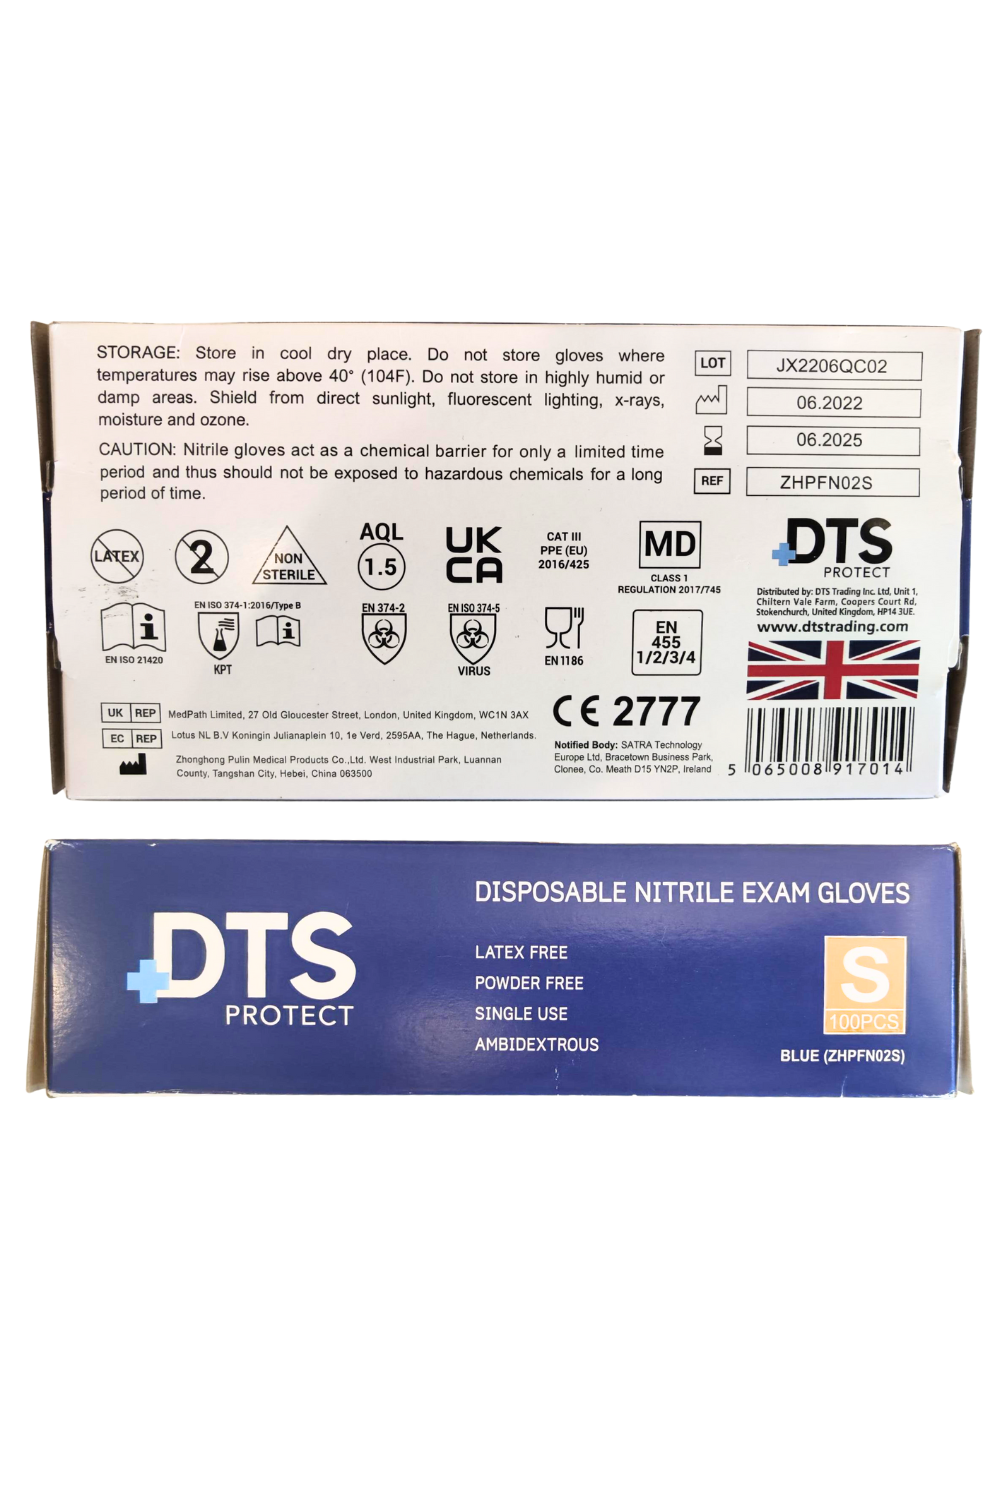 STORAGE: Store in cool dry place. Do not store gloves where
temperatures may rise above 40° (104F). Do not store in highly humid or
damp areas. Shield from direct sunlight, fluorescent lighting, x-rays,
moisture and ozone.
CAUTION: Nitrile gloves act as a chemical barrier for only a limited time
period and thus should not be exposed to hazardous chemicals for a long
period of time.
LOT JX2206QC02
06.2022
06.2025
REF ZHPFN02S
LATEX
2
NON
STERILE
AQL
1.5
UK
CA
CAT III
PPE (EU)
2016/425
MD
CLASS 1
REGULATION 2017/745
DTS
PROTECT
Distributed by: DTS Trading Inc. Ltd, Unit 1,
Chiltern Vale Farm, Coopers Court Rd,
Stokenchurch, United Kingdom, HP14 3UE.
www.dtstrading.com
i
EN ISO 21420
EN ISO 374-1:2016/Type B
KPT
i
EN 374-2
EN ISO 374-5
VIRUS
EN 1186
EN
455
1/2/3/4
UK REP MedPath Limited, 27 Old Gloucester Street, London, United Kingdom, WC1N 3AX
EC REP Lotus NL B.V Koningin Julianaplein 10, 1e Verd, 2595AA, The Hague, Netherlands.
Zhonghong Pulin Medical Products Co.,Ltd. West Industrial Park, Luannan
County, Tangshan City, Hebei, China 063500
CE 2777
Notified Body: SATRA Technology
Europe Ltd, Bracetown Business Park,
Clonee, Co. Meath D15 YN2P, Ireland
5 065008 917014
DTS
PROTECT
DISPOSABLE NITRILE EXAM GLOVES
LATEX FREE
POWDER FREE
SINGLE USE
AMBIDEXTROUS
S
100PCS
BLUE (ZHPFN02S)